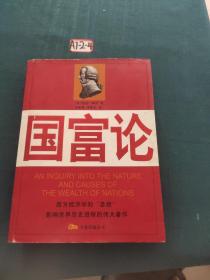 A12-4
国富论
AN INQUIRY INTO THE NATURE
AND CAUSES OF
THE WEALTH OF NATIONS
西方经济学的“圣经”
影响世界历史进程的伟大著作